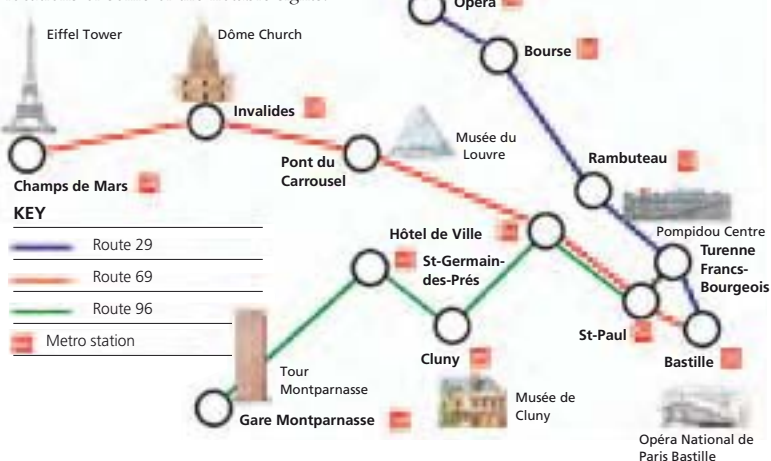 Opéra
Eiffel Tower
Dôme Church
Bourse
Invalides
Musée du
Louvre
Rambuteau
Pont du
Carrousel
Champs de Mars
KEY
Route 29
Route 69
Route 96
Metro station
Pompidou Centre
Hôtel de Ville
Turenne
Francs-
Bourgeois
St-Germain-
des-Prés
St-Paul
Cluny
Bastille
Tour
Montparnasse
Musée de
Cluny
Gare Montparnasse
Opéra National de
Paris Bastille